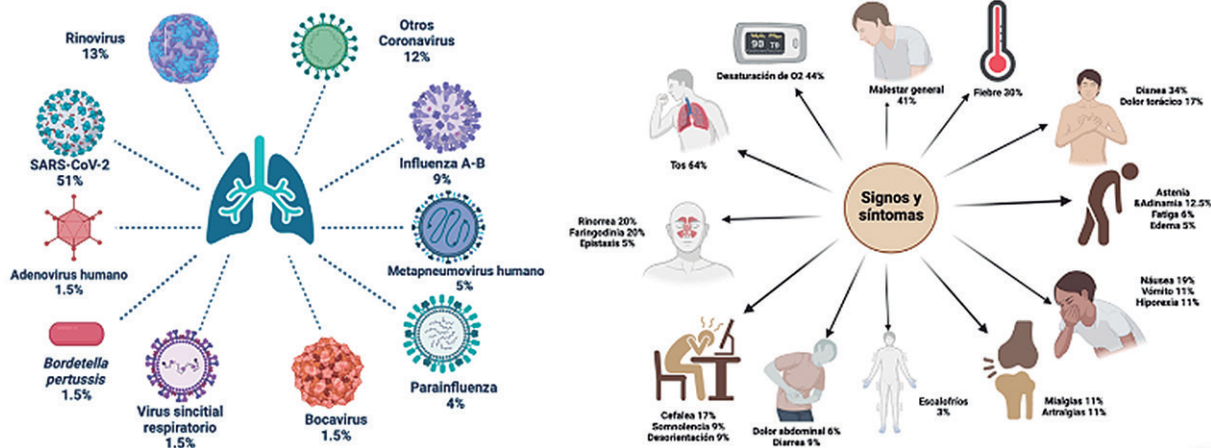 Rinovirus
13%
Otros
Coronavirus
12%
SARS-CoV-2
51%
Influenza A-B
9%
Adenovirus humano
1.5%
Metapneumovirus humano
5%
Bordetella
pertussis
1.5%
Virus sincitial
respiratorio
1.5%
Bocavirus
1.5%
Parainfluenza
4%
Desaturación de O2 44%
Malestar general
41%
Fiebre 30%
Disnea 34%
Dolor torácico 17%
Tos 64%
Signos y
síntomas
Rinorrea 20%
Faringodinia 20%
Epistaxis 5%
Astenia
&Adinamia 12.5%
Fatiga 6%
Edema 5%
Náusea 19%
Vómito 11%
Hiporexia 11%
Cefalea 17%
Somnolencia 9%
Desorientación 9%
Dolor abdominal 6%
Diarrea 9%
Escalofríos
3%
Mialgias 11%
Artralgias 11%